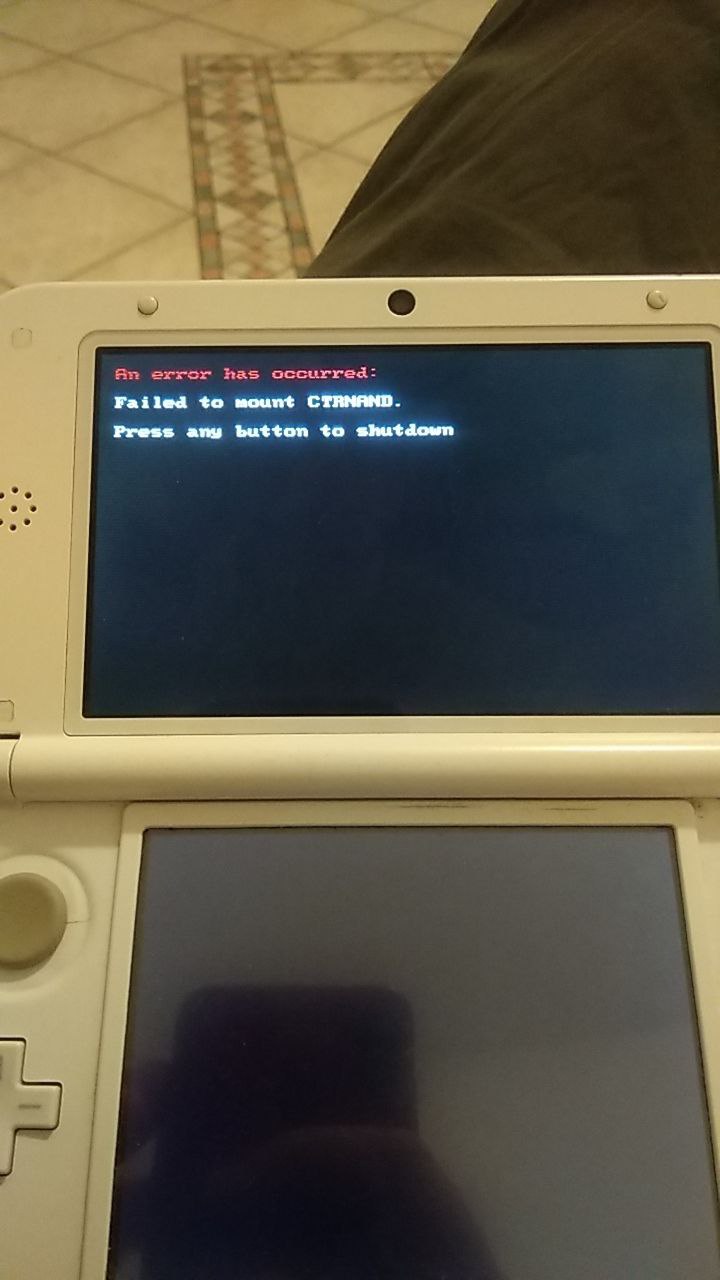 An error has occurred:
Failed to mount CTRNAND.
Press any button to shutdown